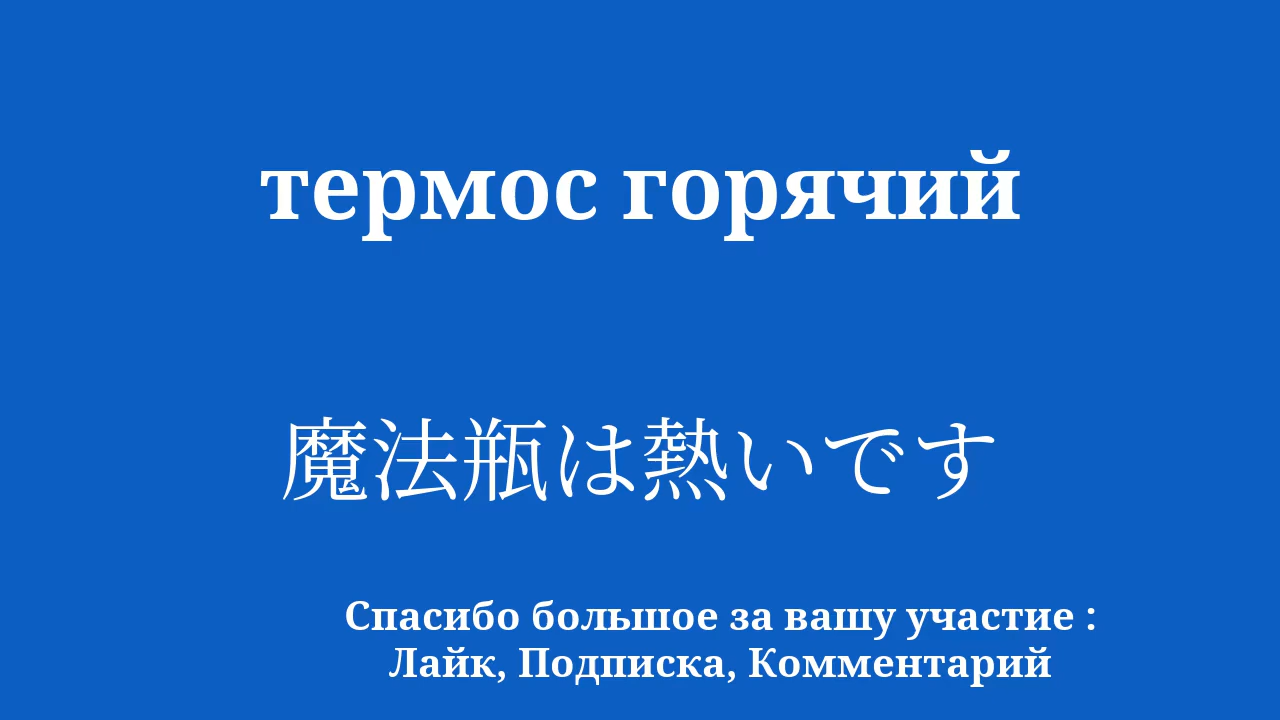 термос горячий
魔法瓶は熱いです
Спасибо большое за вашу участие :
Лайк, Подписка, Комментарий